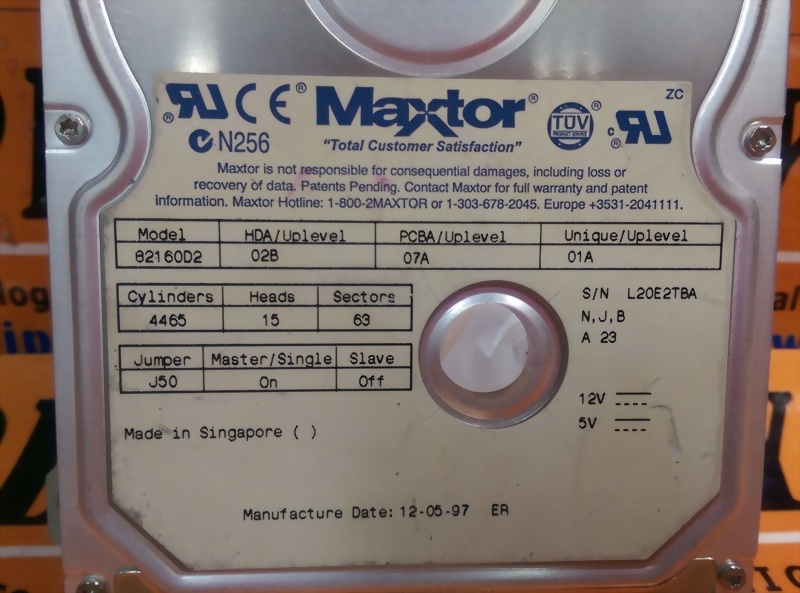 ZC
Maxtor
TÜV
PRODUCT SERVICE
N256
"Total Customer Satisfaction"
Maxtor is not responsible for consequential damages, including loss or
recovery of data. Patents Pending. Contact Maxtor for full warranty and patent
information. Maxtor Hotline: 1-800-2MAXTOR or 1-303-678-2045. Europe +3531-2041111.
Model HDA/Uplevel PCBA/Uplevel Unique/Uplevel
82160D2 02B 07A 01A
Cylinders Heads Sectors
4465 15 63
S/N L20E2TBA
N,J,B
A 23
Jumper Master/Single Slave
J50 On Off
12V
5V
Made in Singapore ( )
Manufacture Date: 12-05-97 ER